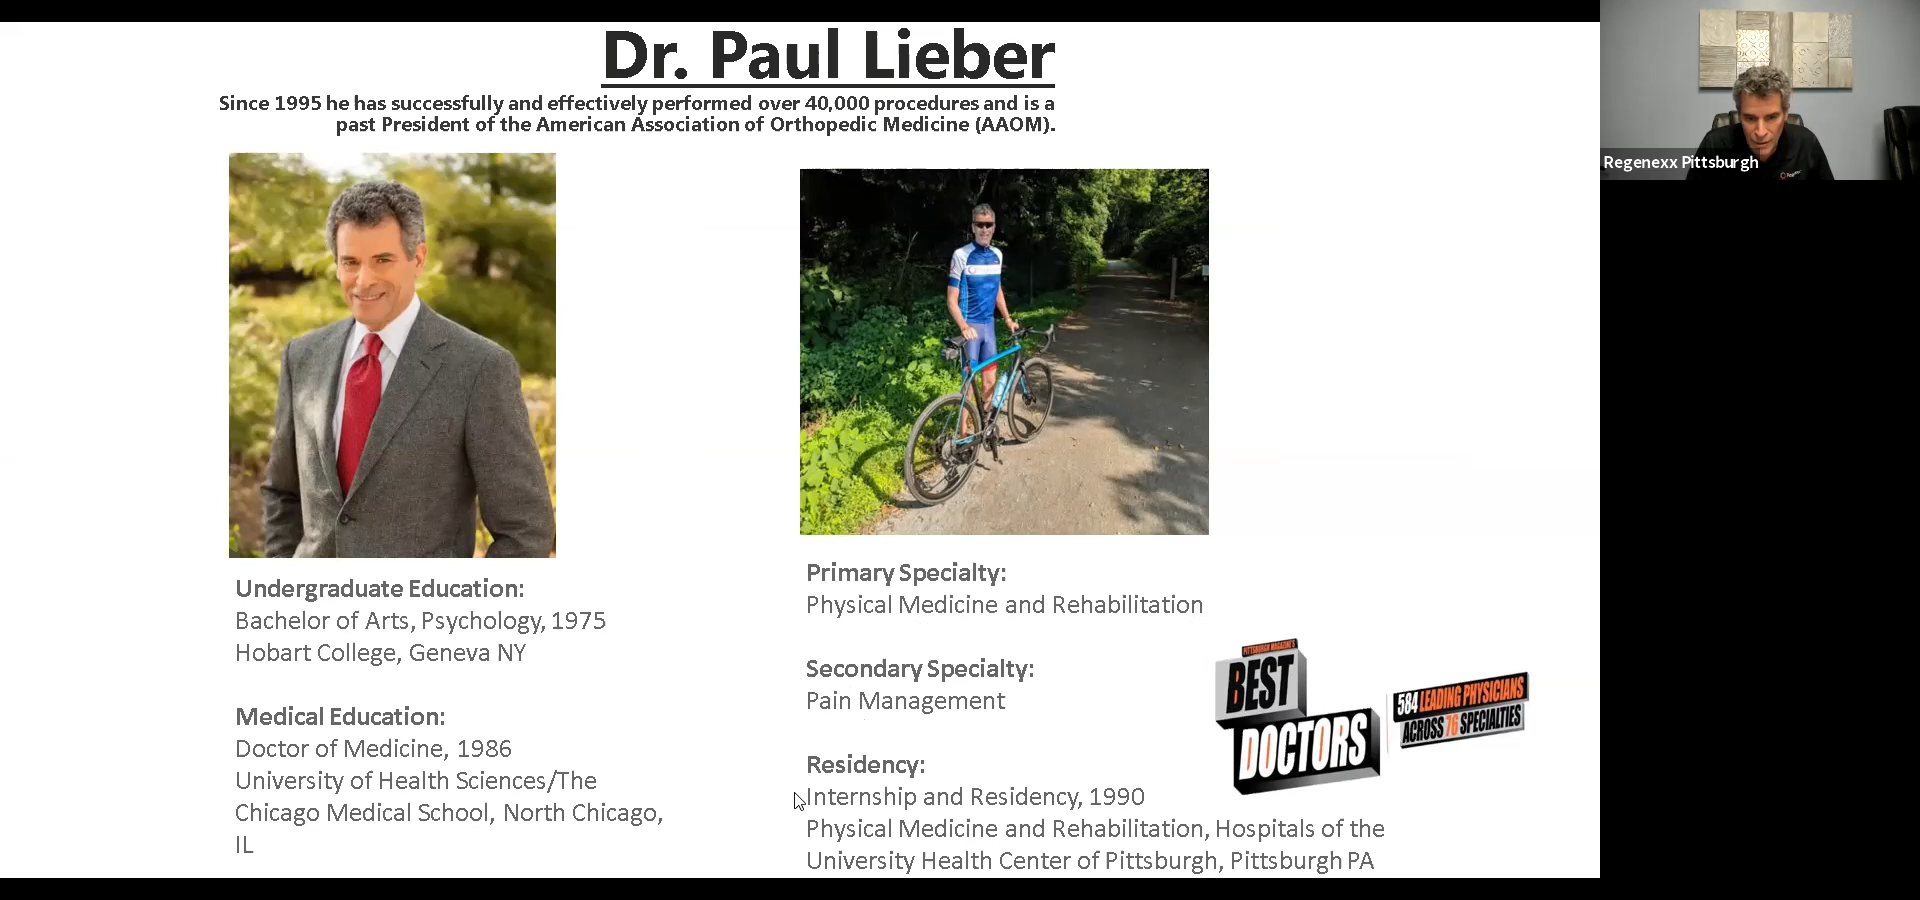 Dr. Paul Lieber
Since 1995 he has successfully and effectively performed over 40,000 procedures and is a
past President of the American Association of Orthopedic Medicine (AAOM).
Regenexx Pittsburgh
Undergraduate Education:
Bachelor of Arts, Psychology, 1975
Hobart College, Geneva NY
Medical Education:
Doctor of Medicine, 1986
University of Health Sciences/The
Chicago Medical School, North Chicago,
IL
Primary Specialty:
Physical Medicine and Rehabilitation
Secondary Specialty:
Pain Management
Residency:
Internship and Residency, 1990
Physical Medicine and Rehabilitation, Hospitals of the
University Health Center of Pittsburgh, Pittsburgh PA
PITTSBURGH MAGAZINE'S
BEST
DOCTORS
584 LEADING PHYSICIANS
ACROSS 76 SPECIALTIES